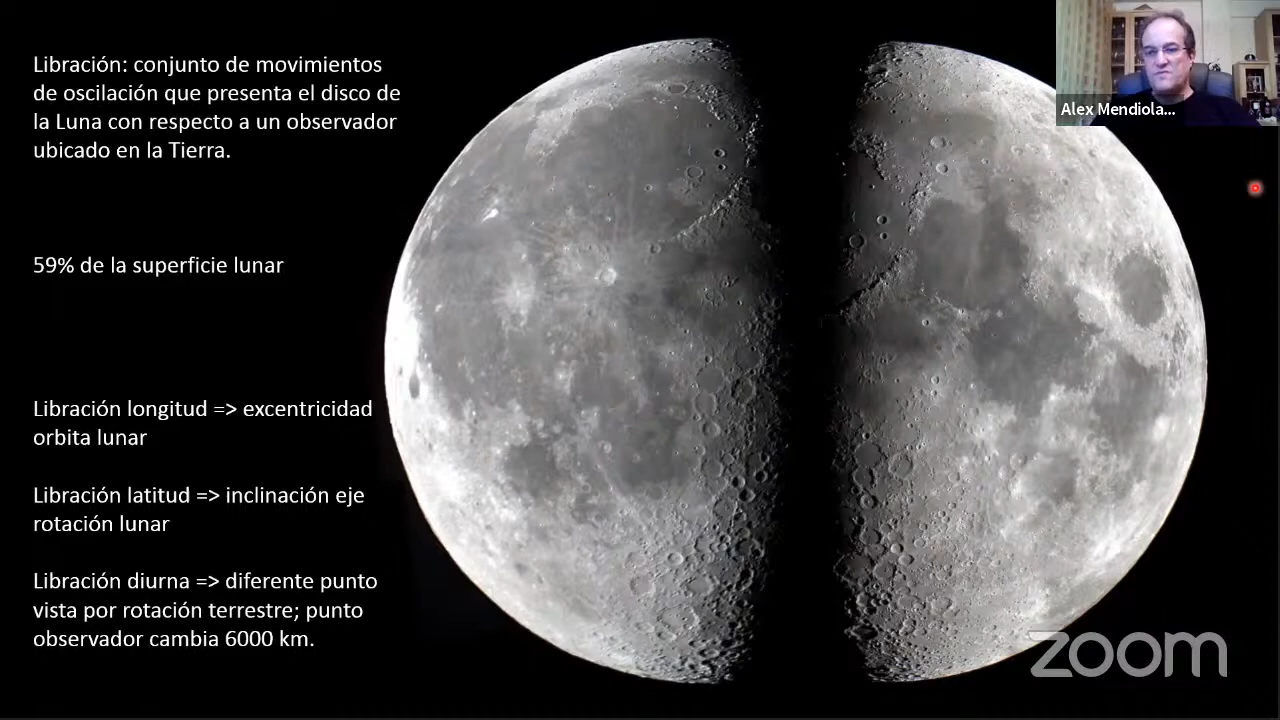 Libración: conjunto de movimientos
de oscilación que presenta el disco de
la Luna con respecto a un observador
ubicado en la Tierra.
59% de la superficie lunar
Libración longitud => excentricidad
orbita lunar
Libración latitud => inclinación eje
rotación lunar
Libración diurna => diferente punto
vista por rotación terrestre; punto
observador cambia 6000 km.
Alex Mendiola...
zoom